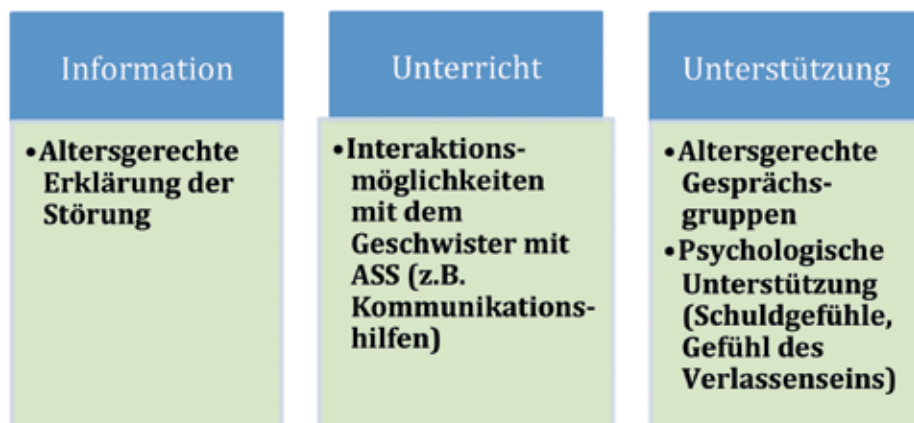 Information
•Altersgerechte
Erklärung der
Störung
Unterricht
•Interaktions-
möglichkeiten
mit dem
Geschwister mit
ASS (z.B.
Kommunikations-
hilfen)
Unterstützung
•Altersgerechte
Gesprächs-
gruppen
•Psychologische
Unterstützung
(Schuldgefühle,
Gefühl des
Verlassenseins)